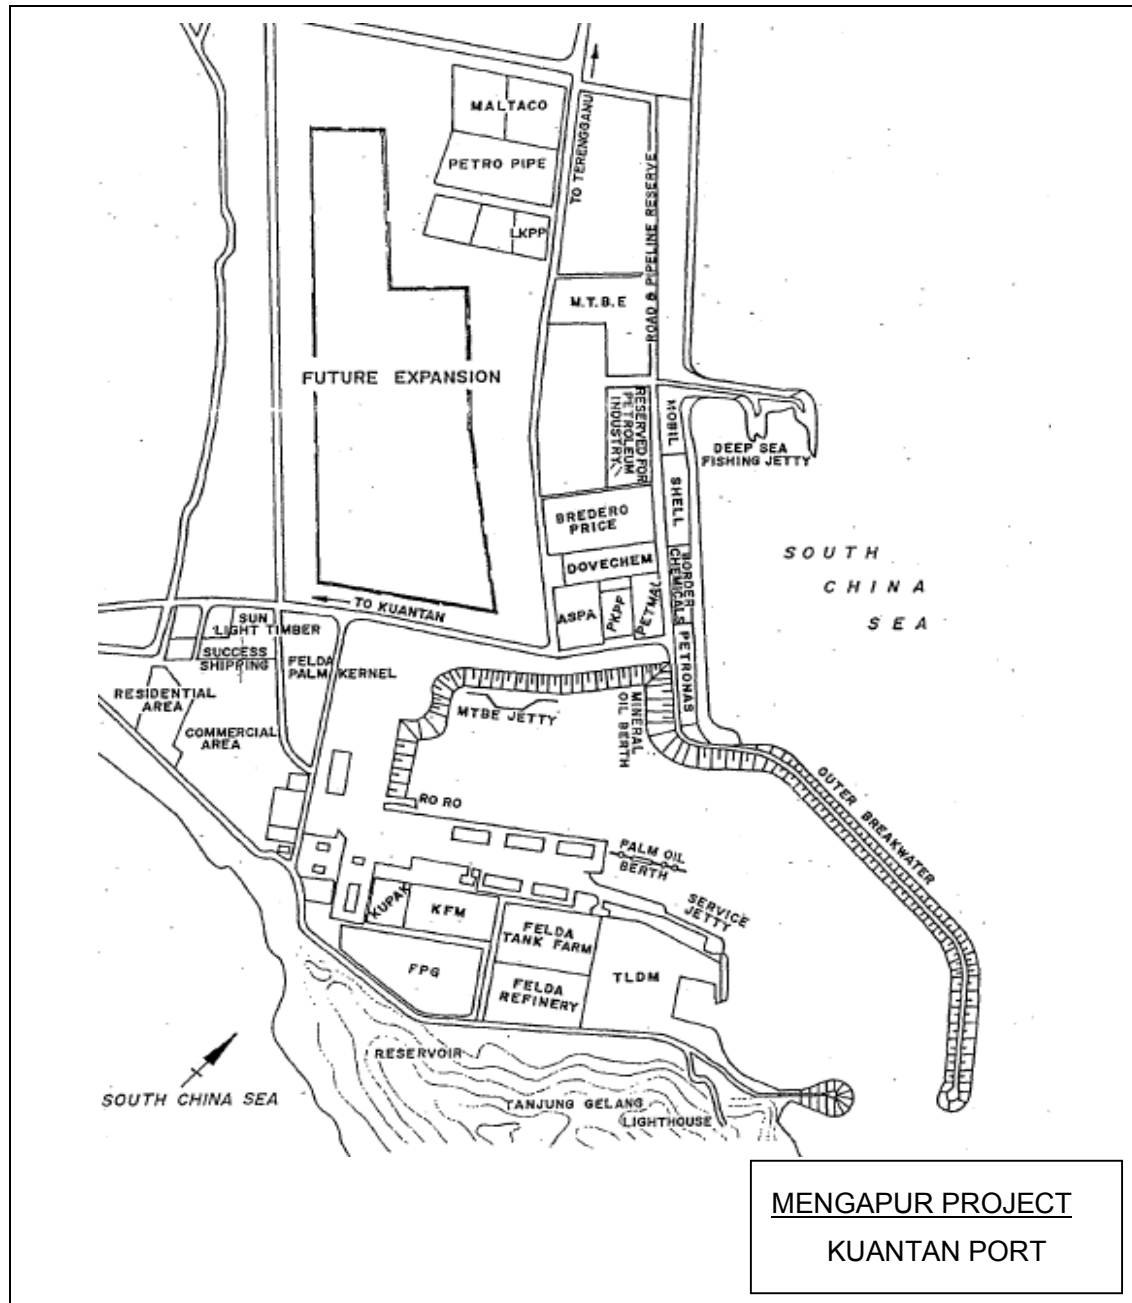 MALTACO
PETRO PIPE
LKPP
TO TERENGGANU
ROAD & PIPELINE RESERVE
M.T.B.E
FUTURE EXPANSION
RESERVED FOR
PETROLEUM
INDUSTRY
MOBIL
DEEP SEA
FISHING JETTY
SHELL
BREDERO
PRICE
DOVECHEM
BORDER
CHEMICALS
SOUTH
CHINA
SEA
ASPA
PKPP
PETMAL
PETRONAS
TO KUANTAN
SUN
LIGHT TIMBER
SUCCESS
SHIPPING
FELDA
PALM KERNEL
RESIDENTIAL
AREA
COMMERCIAL
AREA
MTBE JETTY
MINERAL
OIL BERTH
OUTER BREAKWATER
RO RO
PALM OIL
BERTH
SERVICE
JETTY
KUPAK
KFM
FELDA
TANK FARM
FPG
FELDA
REFINERY
TLDM
RESERVOIR
SOUTH CHINA SEA
TANJUNG GELANG
LIGHTHOUSE
MENGAPUR PROJECT
KUANTAN PORT